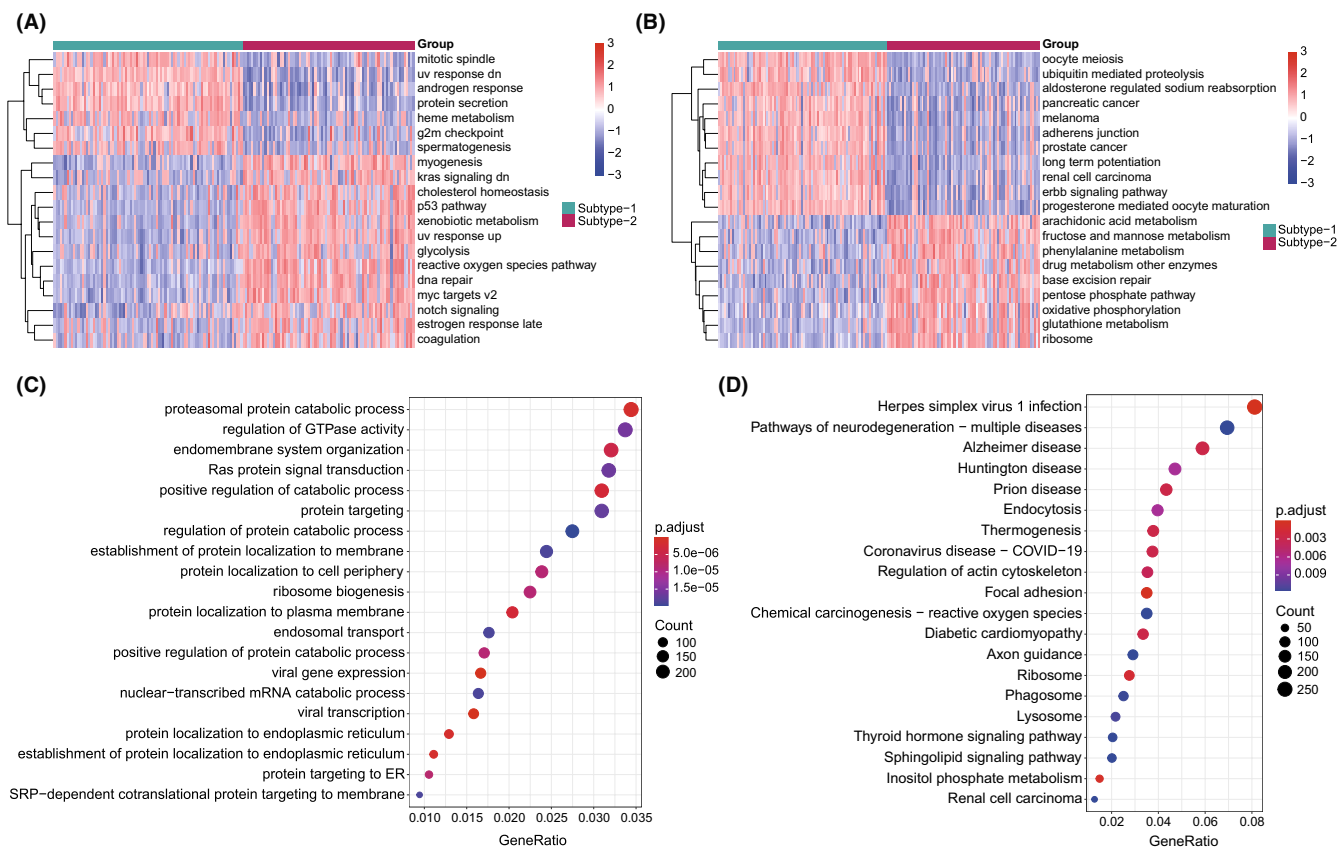 (A)
Group
mitotic spindle
uv response dn
androgen response
protein secretion
heme metabolism
g2m checkpoint
spermatogenesis
myogenesis
kras signaling dn
cholesterol homeostasis
p53 pathway
xenobiotic metabolism
uv response up
glycolysis
reactive oxygen species pathway
dna repair
myc targets v2
notch signaling
estrogen response late
coagulation
3
2
1
0
−1
−2
−3
Subtype−1
Subtype−2
(B)
Group
oocyte meiosis
ubiquitin mediated proteolysis
aldosterone regulated sodium reabsorption
pancreatic cancer
melanoma
adherens junction
prostate cancer
long term potentiation
renal cell carcinoma
erbb signaling pathway
progesterone mediated oocyte maturation
arachidonic acid metabolism
fructose and mannose metabolism
phenylalanine metabolism
drug metabolism other enzymes
base excision repair
pentose phosphate pathway
oxidative phosphorylation
glutathione metabolism
ribosome
3
2
1
0
−1
−2
−3
Subtype−1
Subtype−2
(C)
proteasomal protein catabolic process
regulation of GTPase activity
endomembrane system organization
Ras protein signal transduction
positive regulation of catabolic process
protein targeting
regulation of protein catabolic process
establishment of protein localization to membrane
protein localization to cell periphery
ribosome biogenesis
protein localization to plasma membrane
endosomal transport
positive regulation of protein catabolic process
viral gene expression
nuclear−transcribed mRNA catabolic process
viral transcription
protein localization to endoplasmic reticulum
establishment of protein localization to endoplasmic reticulum
protein targeting to ER
SRP−dependent cotranslational protein targeting to membrane
0.010 0.015 0.020 0.025 0.030 0.035
GeneRatio
p.adjust
5.0e−06
1.0e−05
1.5e−05
Count
100
150
200
(D)
Herpes simplex virus 1 infection
Pathways of neurodegeneration − multiple diseases
Alzheimer disease
Huntington disease
Prion disease
Endocytosis
Thermogenesis
Coronavirus disease − COVID−19
Regulation of actin cytoskeleton
Focal adhesion
Chemical carcinogenesis − reactive oxygen species
Diabetic cardiomyopathy
Axon guidance
Ribosome
Phagosome
Lysosome
Thyroid hormone signaling pathway
Sphingolipid signaling pathway
Inositol phosphate metabolism
Renal cell carcinoma
0.02 0.04 0.06 0.08
GeneRatio
p.adjust
0.003
0.006
0.009
Count
50
100
150
200
250